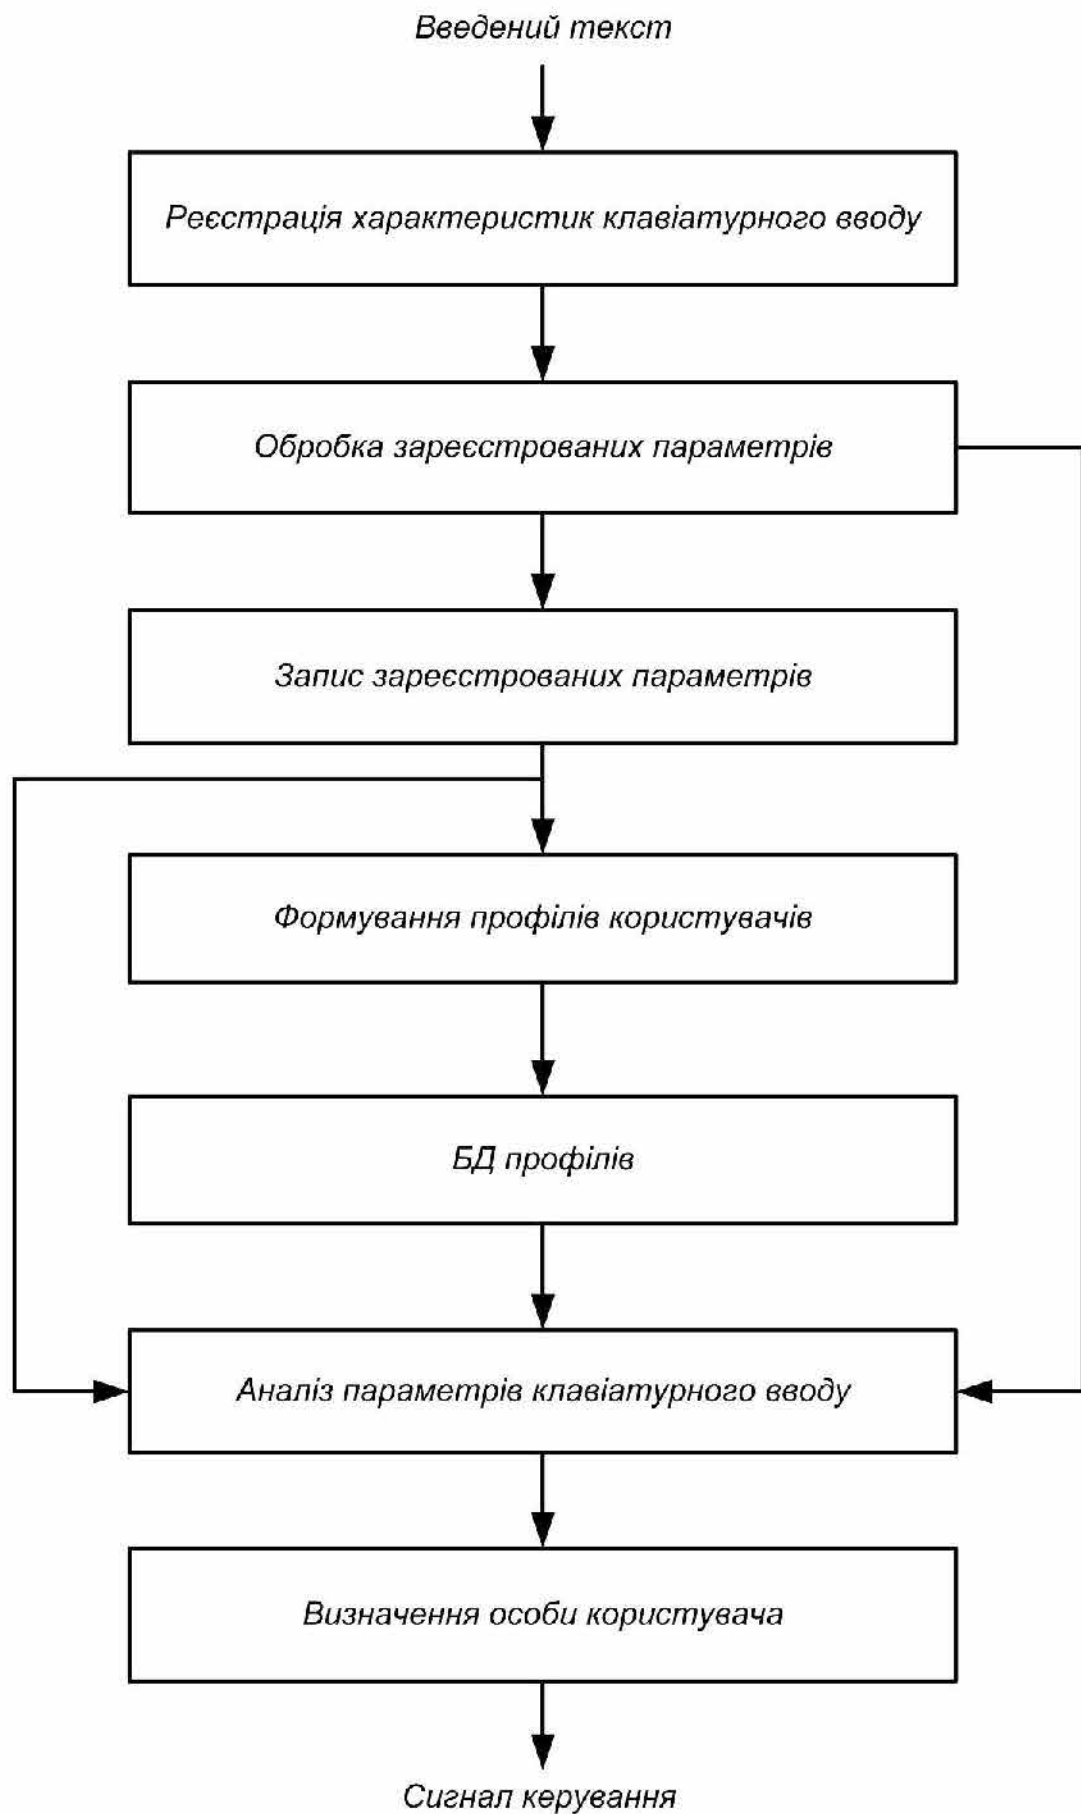 Введений текст
Реєстрація характеристик клавіатурного вводу
Обробка зареєстрованих параметрів
Запис зареєстрованих параметрів
Формування профілів користувачів
БД профілів
Аналіз параметрів клавіатурного вводу
Визначення особи користувача
Сигнал керування